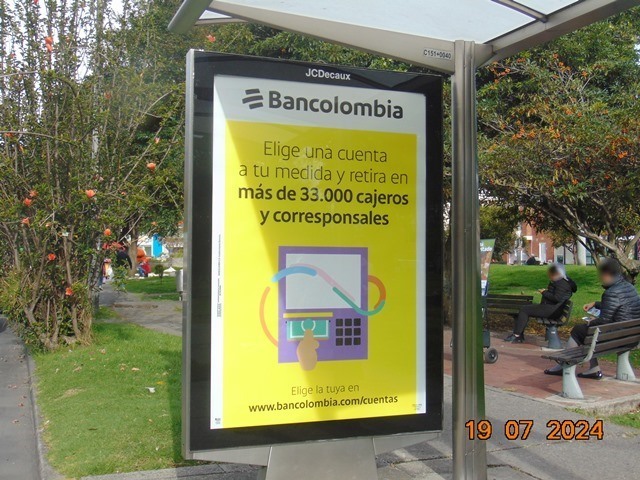 C151+0040
JCDecaux
Bancolombia
Elige una cuenta
a tu medida y retira en
más de 33.000 cajeros
y corresponsales
Elige la tuya en
www.bancolombia.com/cuentas
19 07 2024